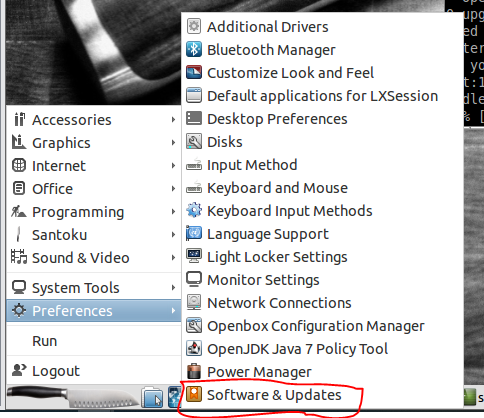 Additional Drivers
Bluetooth Manager
Customize Look and Feel
Default applications for LXSession
Desktop Preferences
Disks
Input Method
Keyboard and Mouse
Keyboard Input Methods
Language Support
Light Locker Settings
Monitor Settings
Network Connections
Openbox Configuration Manager
OpenJDK Java 7 Policy Tool
Power Manager
Software & Updates
Accessories
Graphics
Internet
Office
Programming
Santoku
Sound & Video
System Tools
Preferences
Run
Logout